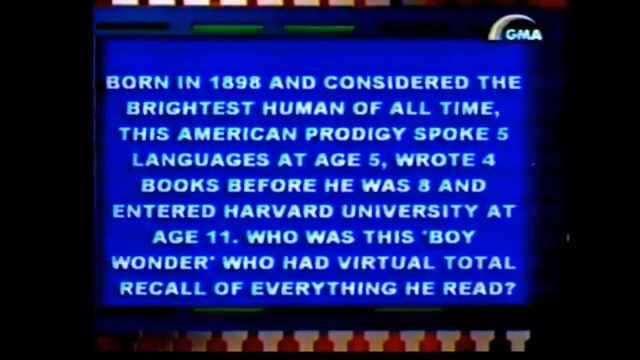 GMA
BORN IN 1898 AND CONSIDERED THE
BRIGHTEST HUMAN OF ALL TIME,
THIS AMERICAN PRODIGY SPOKE 5
LANGUAGES AT AGE 5, WROTE 4
BOOKS BEFORE HE WAS 8 AND
ENTERED HARVARD UNIVERSITY AT
AGE 11. WHO WAS THIS 'BOY
WONDER' WHO HAD VIRTUAL TOTAL
RECALL OF EVERYTHING HE READ?